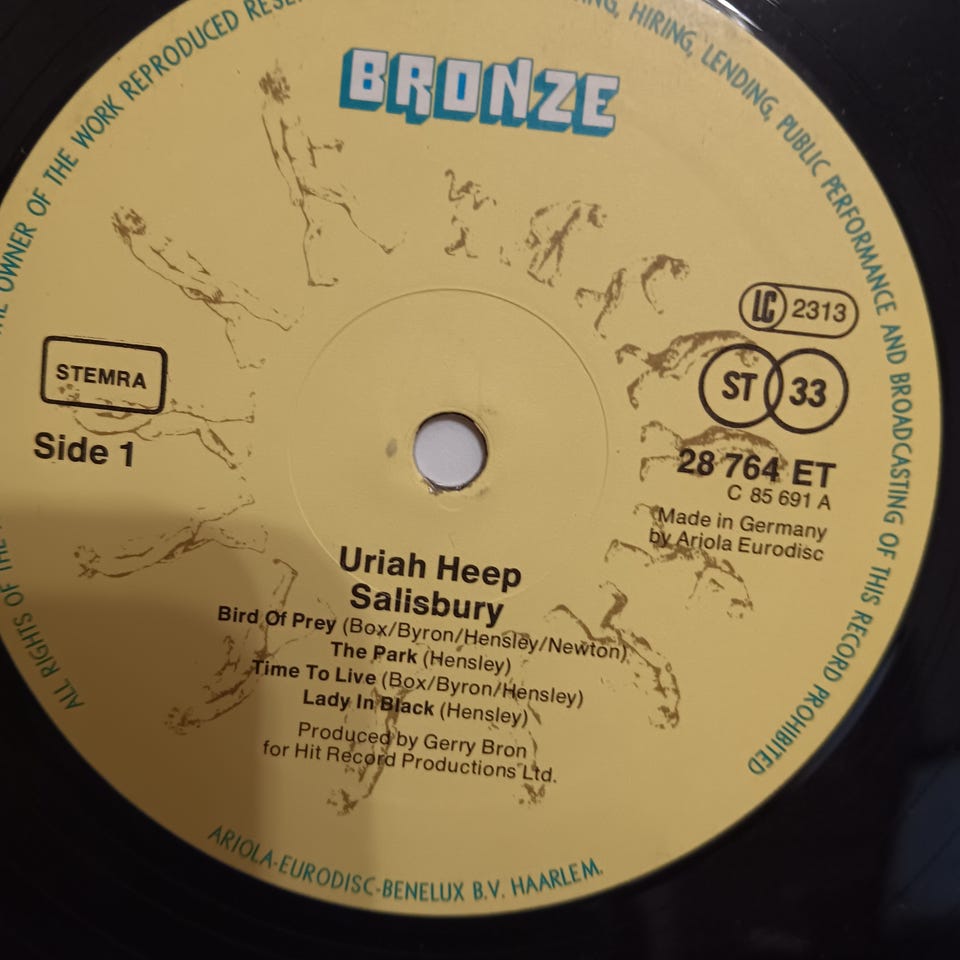 BRONZE
THE OWNER OF THE WORK REPRODUCED
HIRING, LENDING, PUBLIC PERFORMANCE AND BROADCASTING OF THIS RECORD PROHIBITED
LC 2313
ST 33
STEMRA
Side 1
28 764 ET
C 85 691 A
Made in Germany
by Ariola Eurodisc
Uriah Heep
Salisbury
Bird Of Prey (Box/Byron/Hensley/Newton)
The Park (Hensley)
Time To Live (Box/Byron/Hensley)
Lady In Black (Hensley)
Produced by Gerry Bron
for Hit Record Productions Ltd.
ALL RIGHTS OF THE
ARIOLA-EURODISC-BENELUX B.V. HAARLEM.